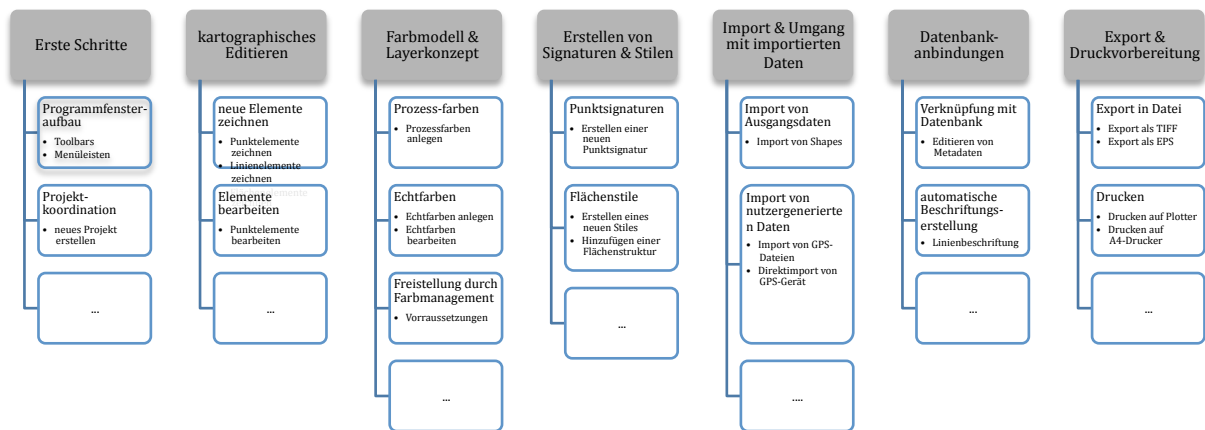 Erste Schritte
Programmfenster-
aufbau
• Toolbars
• Menüleisten
Projekt-
koordination
• neues Projekt
erstellen
...
kartographisches
Editieren
neue Elemente
zeichnen
• Punktelemente
zeichnen
• Linienelemente
zeichnen
Elemente
bearbeiten
• Punktelemente
bearbeiten
...
Farbmodell &
Layerkonzept
Prozess-farben
• Prozessfarben
anlegen
Echtfarben
• Echtfarben anlegen
• Echtfarben
bearbeiten
Freistellung durch
Farbmanagement
• Vorraussetzungen
...
Erstellen von
Signaturen & Stilen
Punktsignaturen
• Erstellen einer
neuen
Punktsignatur
Flächenstile
• Erstellen eines
neuen Stiles
• Hinzufügen einer
Flächenstruktur
...
Import & Umgang
mit importierten
Daten
Import von
Ausgangsdaten
• Import von Shapes
Import von
nutzergenerierte
n Daten
• Import von GPS-
Dateien
• Direktimport von
GPS-Gerät
....
Datenbank-
anbindungen
Verknüpfung mit
Datenbank
• Editieren von
Metadaten
automatische
Beschriftungs-
erstellung
• Linienbeschriftung
...
Export &
Druckvorbereitung
Export in Datei
• Export als TIFF
• Export als EPS
Drucken
• Drucken auf Plotter
• Drucken auf
A4-Drucker
...